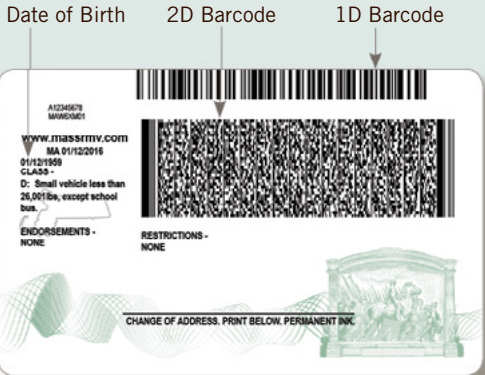 Date of Birth 2D Barcode 1D Barcode
A12345678
MAW6XM01
www.massrmv.com
MA 01/12/2016
01/12/1959
CLASS -
D: Small vehicle less than
26,001lbs, except school
bus.
ENDORSEMENTS -
NONE
RESTRICTIONS -
NONE
CHANGE OF ADDRESS. PRINT BELOW. PERMANENT INK.